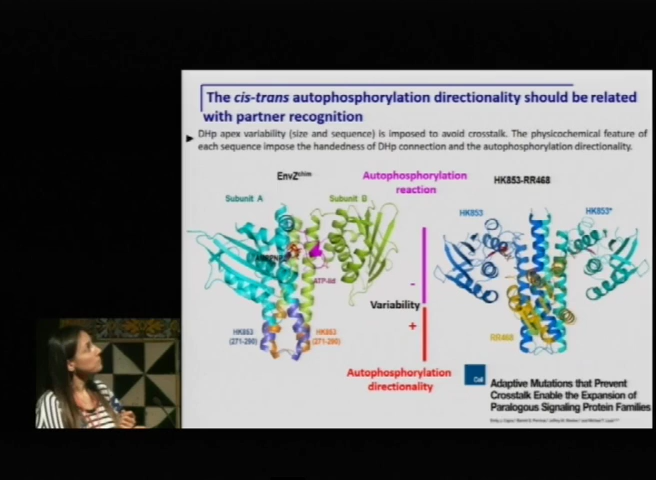 The cis-trans autophosphorylation directionality should be related
with partner recognition
DHp apex variability (size and sequence) is imposed to avoid crosstalk. The physicochemical feature of
each sequence impose the handedness of DHp connection and the autophosphorylation directionality.
EnvZchim
Subunit A
Subunit B
Autophosphorylation
reaction
HK853-RR468
HK853
HK853*
ATP-lid
-
Variability
+
HK853
(271-290)
HK853
(271-290)
RR468
Autophosphorylation
directionality
Cell
Adaptive Mutations that Prevent
Crosstalk Enable the Expansion of
Paralogous Signaling Protein Families